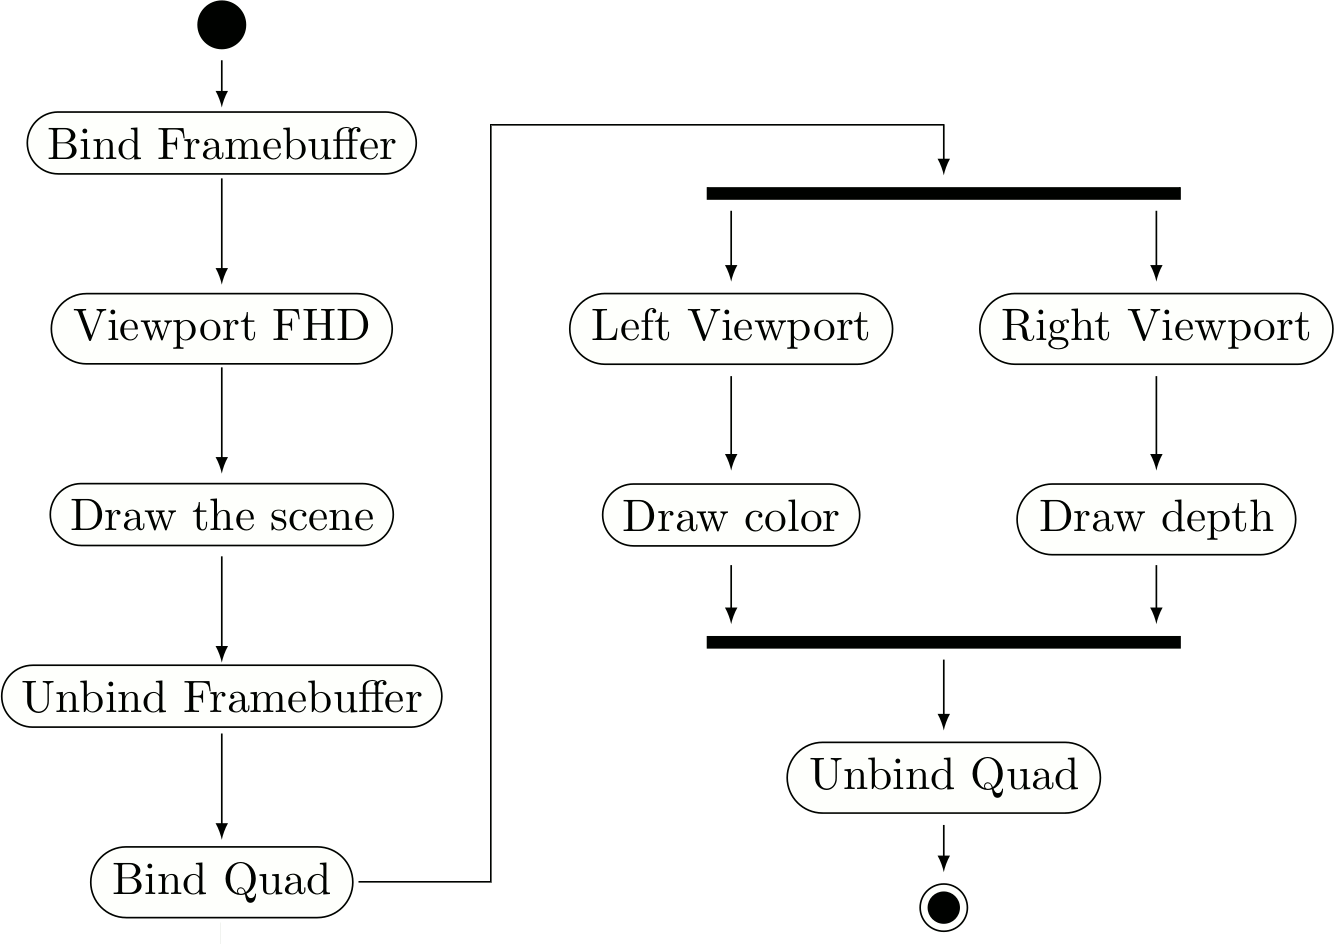 Bind Framebuffer
Viewport FHD
Draw the scene
Unbind Framebuffer
Bind Quad
Left Viewport
Right Viewport
Draw color
Draw depth
Unbind Quad